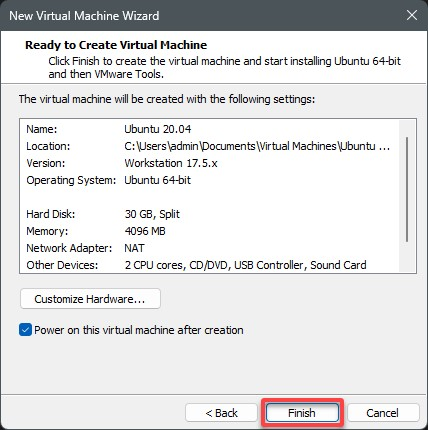 New Virtual Machine Wizard
Ready to Create Virtual Machine
Click Finish to create the virtual machine and start installing Ubuntu 64-bit
and then VMware Tools.
The virtual machine will be created with the following settings:
Name: Ubuntu 20.04
Location: C:\Users\admin\Documents\Virtual Machines\Ubuntu ...
Version: Workstation 17.5.x
Operating System: Ubuntu 64-bit
Hard Disk: 30 GB, Split
Memory: 4096 MB
Network Adapter: NAT
Other Devices: 2 CPU cores, CD/DVD, USB Controller, Sound Card
Customize Hardware...
Power on this virtual machine after creation
< Back Finish Cancel